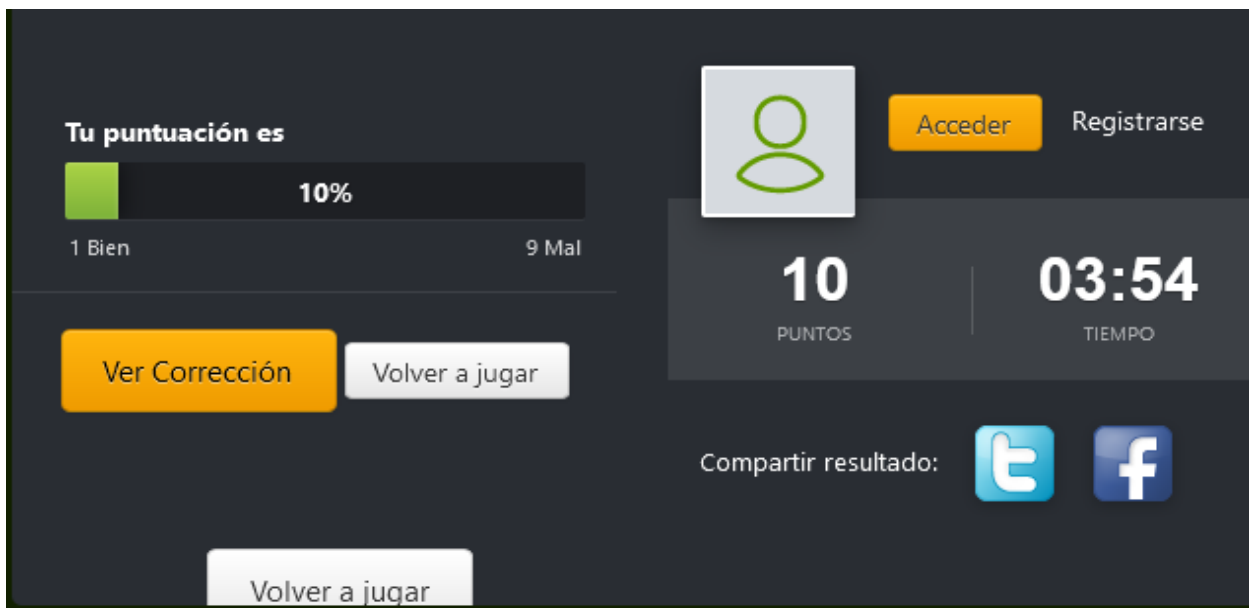 Tu puntuación es
10%
1 Bien
9 Mal
Ver Corrección
Volver a jugar
Volver a jugar
Acceder
Registrarse
10
PUNTOS
03:54
TIEMPO
Compartir resultado: